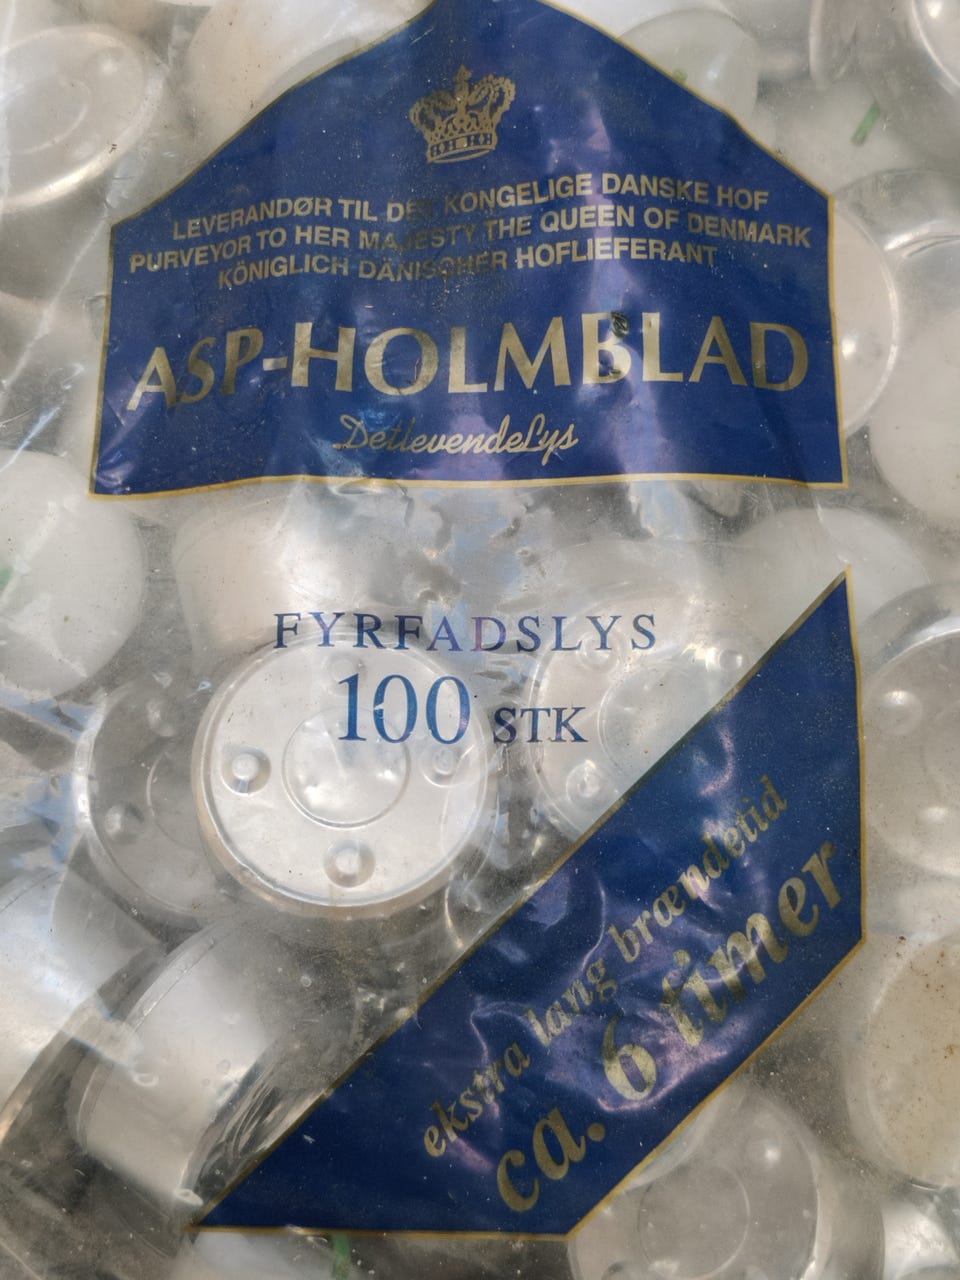 LEVERANDØR TIL DET KONGELIGE DANSKE HOF
PURVEYOR TO HER MAJESTY THE QUEEN OF DENMARK
KÖNIGLICH DÄNISCHER HOFLIEFERANT
ASP-HOLMBLAD
DetlevendeLys
FYRFADSLYS
100 STK
ekstra lang brændetid
ca. 6 timer